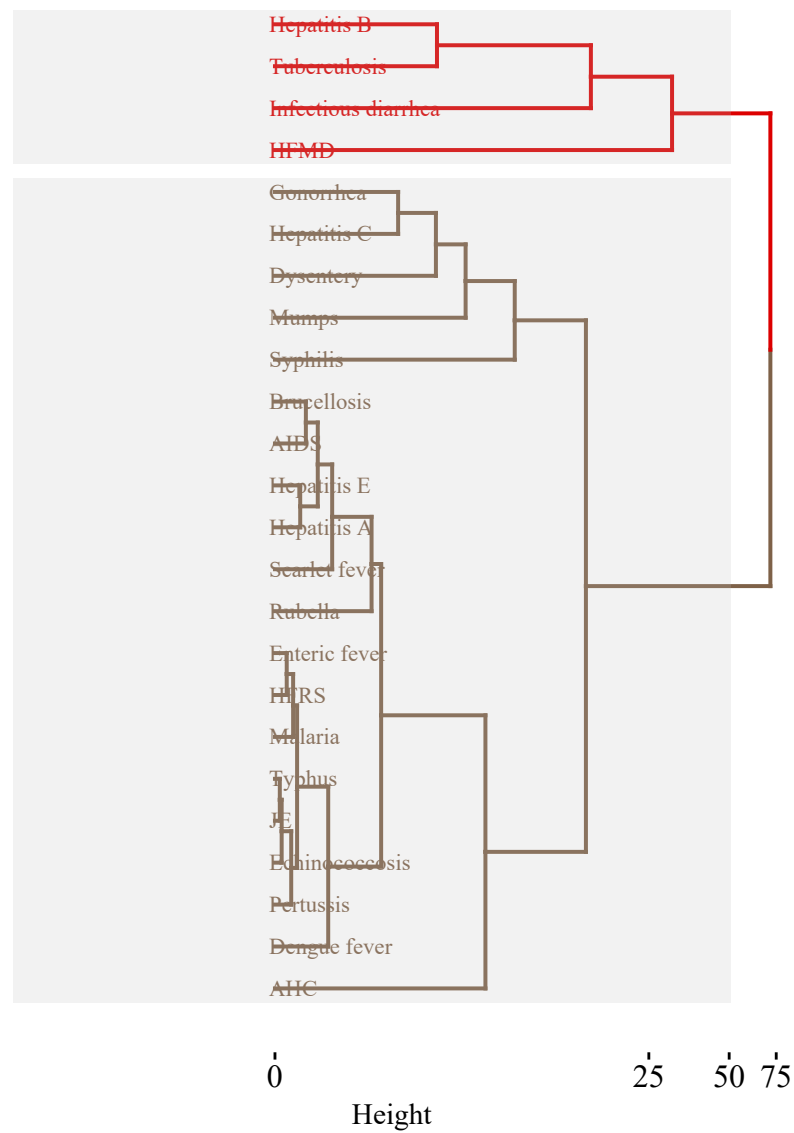 Hepatitis B
Tuberculosis
Infectious diarrhea
HFMD
Gonorrhea
Hepatitis C
Dysentery
Mumps
Syphilis
Brucellosis
AIDS
Hepatitis E
Hepatitis A
Scarlet fever
Rubella
Enteric fever
HFRS
Malaria
Typhus
JE
Echinococcosis
Pertussis
Dengue fever
AHC
0 25 50 75
Height